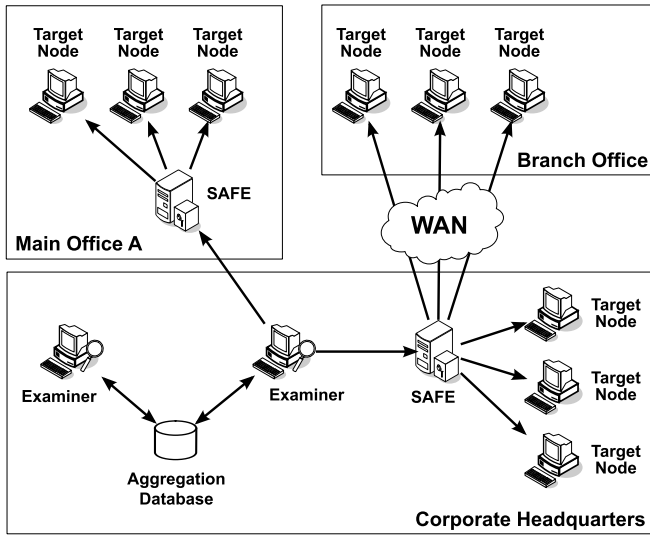 Target
Node
Target
Node
Target
Node
SAFE
Main Office A
Target
Node
Target
Node
Target
Node
Branch Office
WAN
Examiner
Examiner
Aggregation
Database
SAFE
Target
Node
Target
Node
Target
Node
Corporate Headquarters